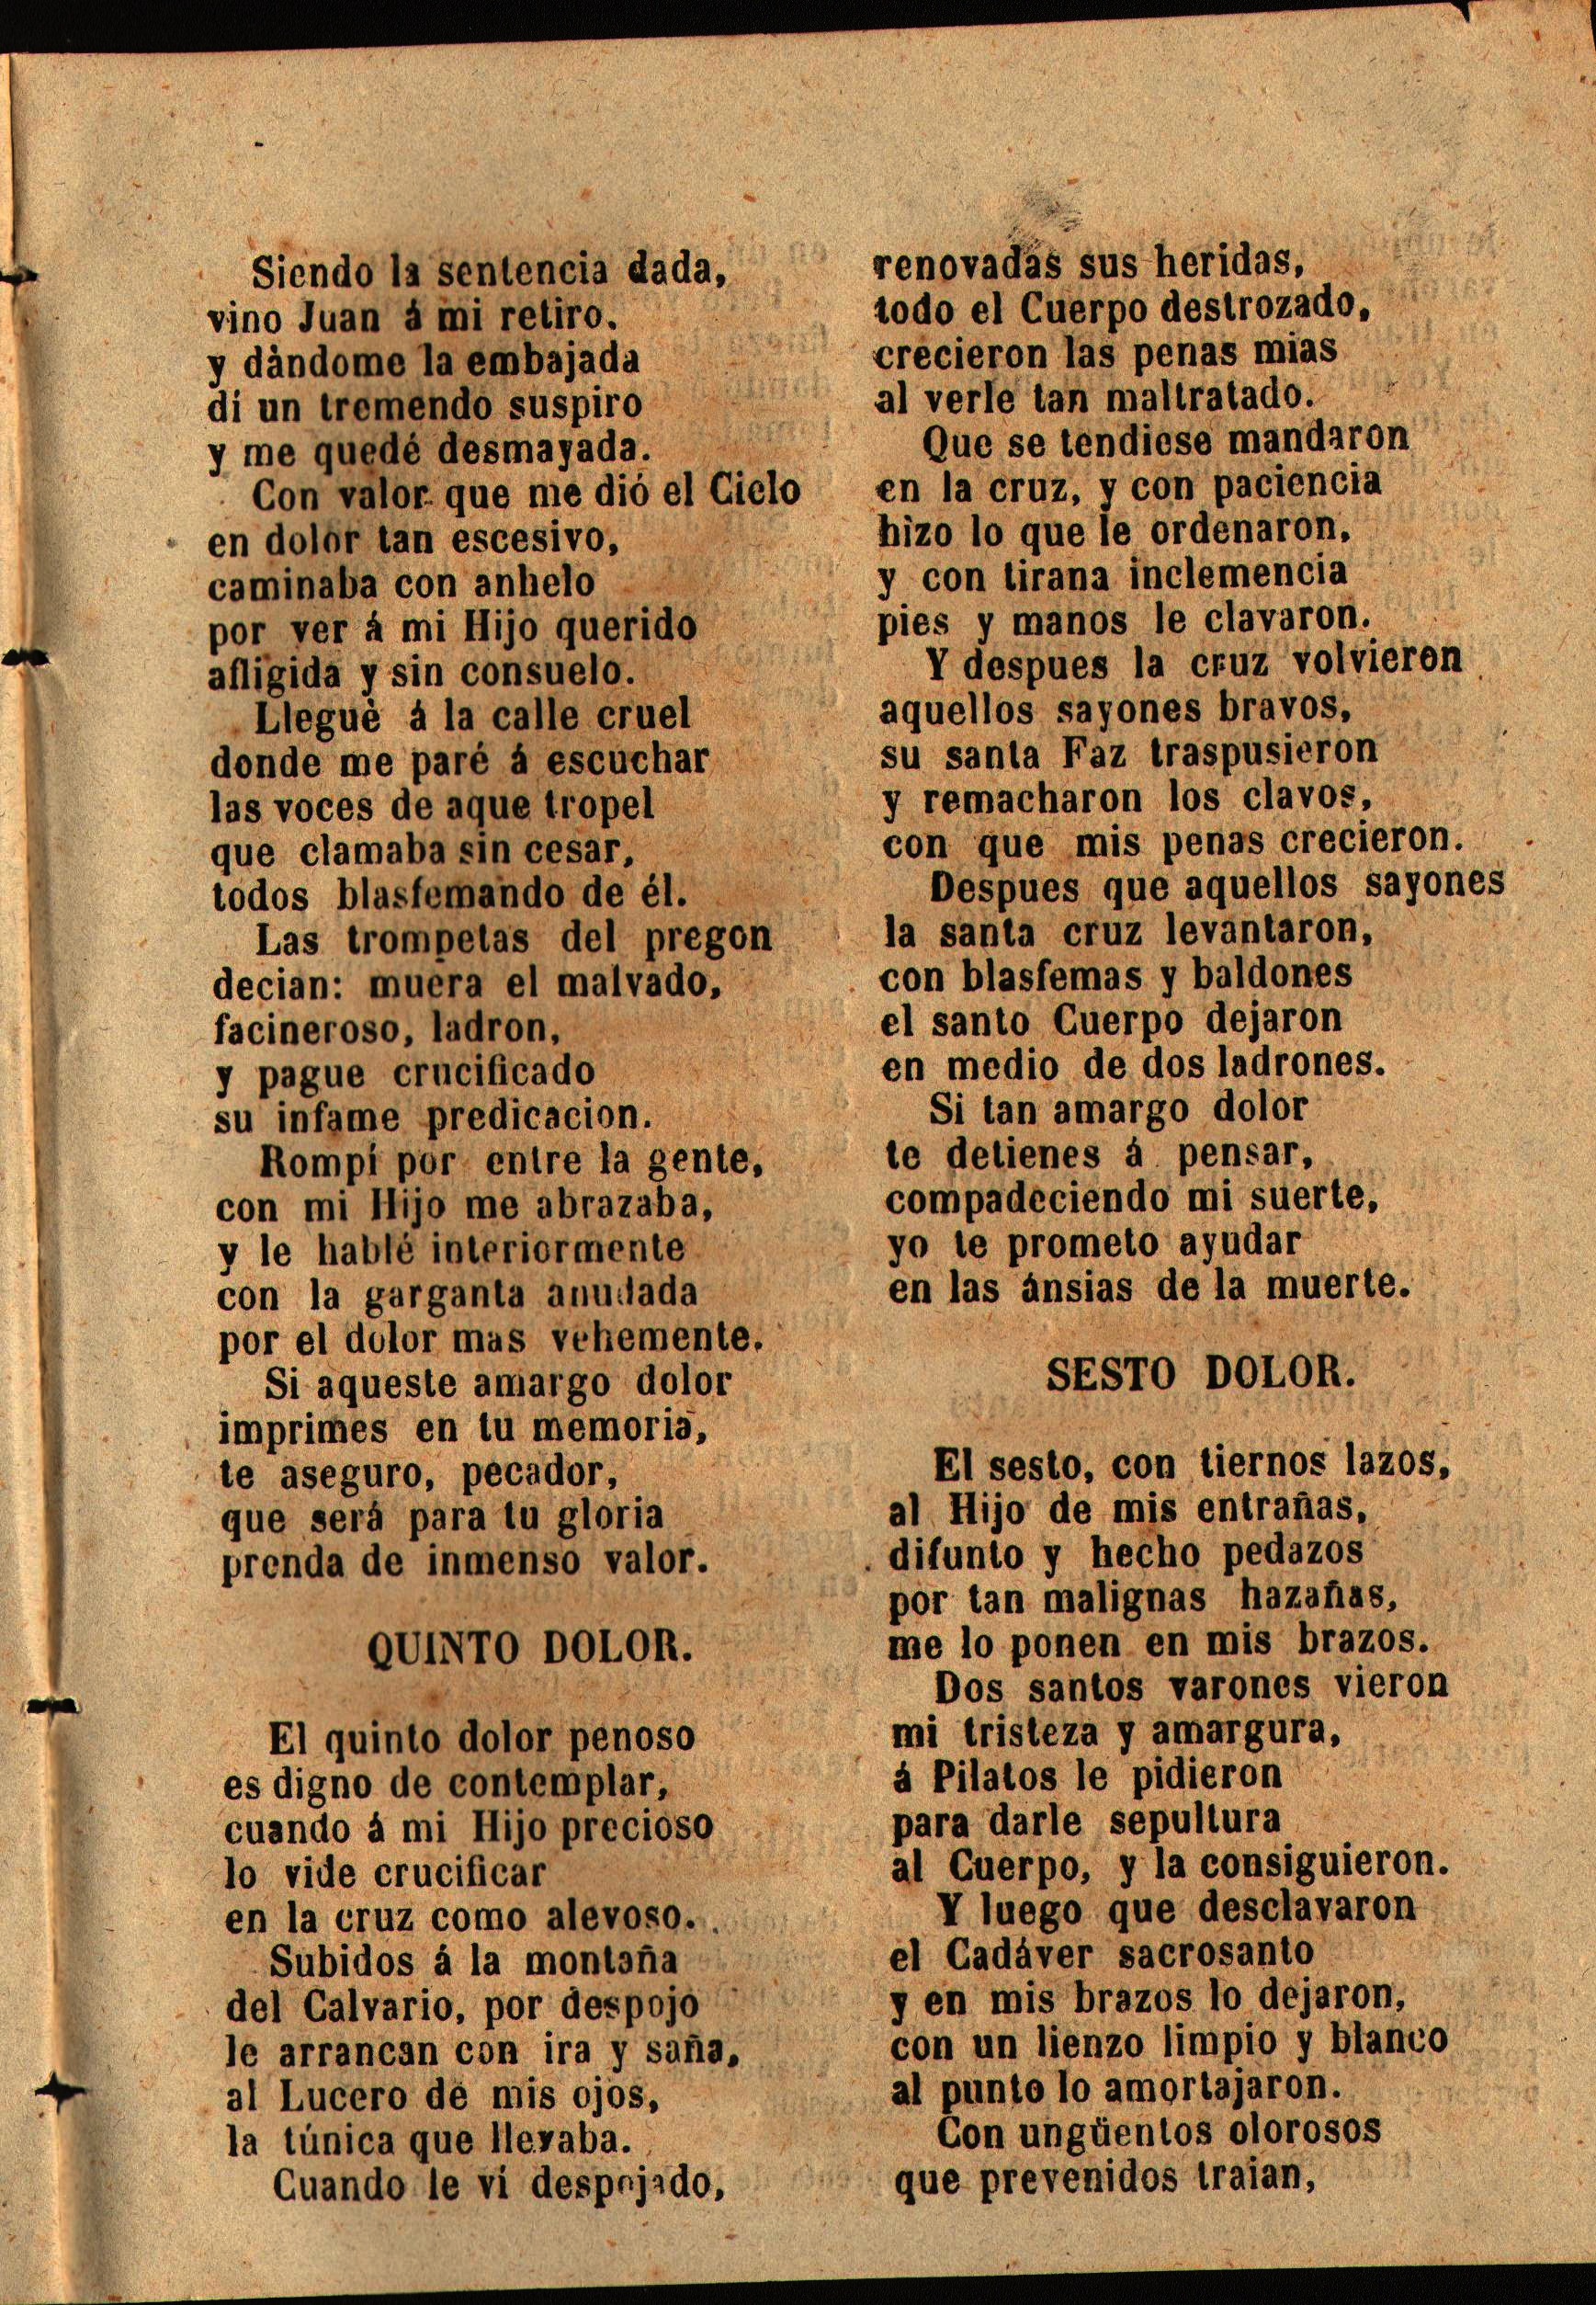 Siendo la sentencia dada,
vino Juan á mi retiro.
y dàndome la embajada
di un tremendo suspiro
y me quedé desmayada.
Con valor que me dió el Cielo
en dolor tan escesivo,
caminaba con anhelo
por ver á mi Hijo querido
afligida y sin consuelo.
Lleguè á la calle cruel
donde me paré á escuchar
las voces de aque tropel
que clamaba sin cesar,
todos blasfemando de él.
Las trompetas del pregon
decian: muera el malvado,
facineroso, ladron,
y pague crucificado
su infame predicacion.
Rompí por entre la gente,
con mi Hijo me abrazaba,
y le hablé interiormente
con la garganta anudada
por el dolor mas vehemente.
Si aqueste amargo dolor
imprimes en tu memoria,
te aseguro, pecador,
que será para tu gloria
prenda de inmenso valor.
QUINTO DOLOR.
El quinto dolor penoso
es digno de contemplar,
cuando á mi Hijo precioso
lo vide crucificar
en la cruz como alevoso.
Subidos á la montaña
del Calvario, por despojo
le arrancan con ira y saña,
al Lucero de mis ojos,
la túnica que llevaba.
Cuando le ví despojado,
renovadas sus heridas,
todo el Cuerpo destrozado,
crecieron las penas mias
al verle tan maltratado.
Que se tendiese mandaron
en la cruz, y con paciencia
hizo lo que le ordenaron,
y con tirana inclemencia
pies y manos le clavaron.
Y despues la cruz volvieron
aquellos sayones bravos,
su santa Faz traspusieron
y remacharon los clavos,
con que mis penas crecieron.
Despues que aquellos sayones
la santa cruz levantaron,
con blasfemas y baldones
el santo Cuerpo dejaron
en medio de dos ladrones.
Si tan amargo dolor
te detienes á pensar,
compadeciendo mi suerte,
yo te prometo ayudar
en las ánsias de la muerte.
SESTO DOLOR.
El sesto, con tiernos lazos,
al Hijo de mis entrañas,
difunto y hecho pedazos
por tan malignas hazañas,
me lo ponen en mis brazos.
Dos santos varones vieron
mi tristeza y amargura,
á Pilatos le pidieron
para darle sepultura
al Cuerpo, y la consiguieron.
Y luego que desclavaron
el Cadáver sacrosanto
y en mis brazos lo dejaron,
con un lienzo limpio y blanco
al punto lo amortajaron.
Con ungüentos olorosos
que prevenidos traian,